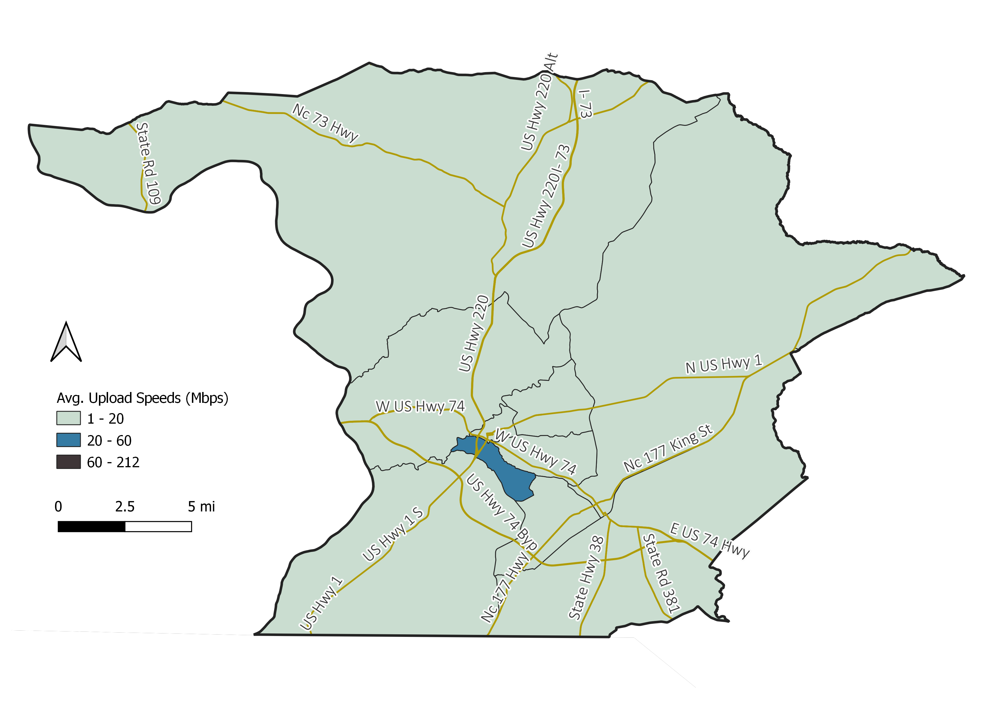 US Hwy 220 Alt
I- 73
Nc 73 Hwy
State Rd 109
US Hwy 220I- 73
US Hwy 220
N US Hwy 1
W US Hwy 74
W US Hwy 74
Nc 177 King St
US Hwy 74 Byp
US Hwy 1 S
E US 74 Hwy
State Hwy 38
State Rd 381
Nc 177 Hwy
US Hwy 1
Avg. Upload Speeds (Mbps)
1 - 20
20 - 60
60 - 212
0 2.5 5 mi